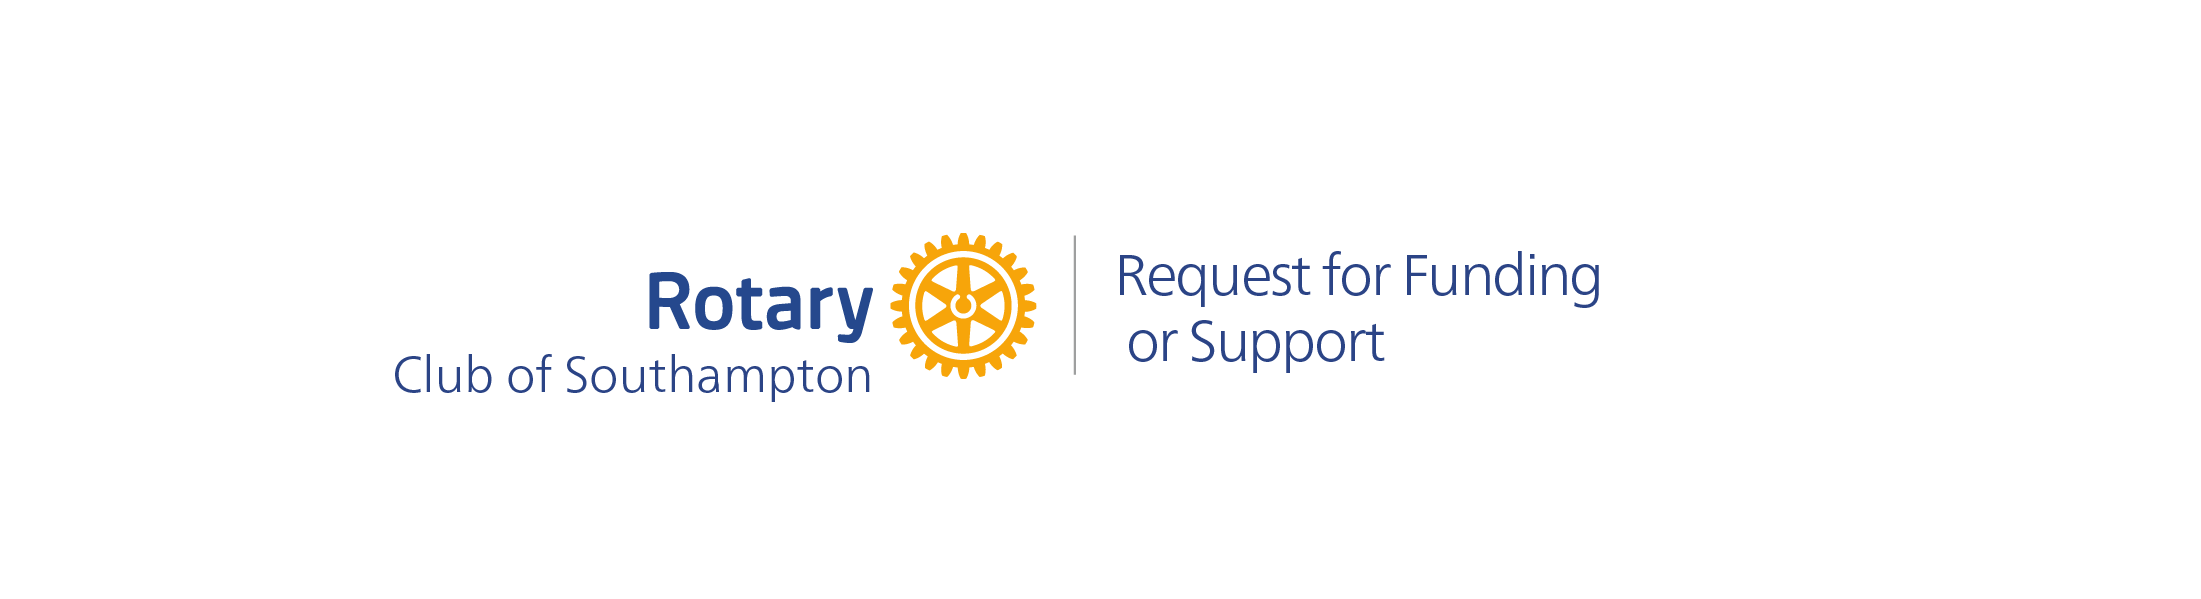 Rotary
Club of Southampton
Request for Funding
or Support